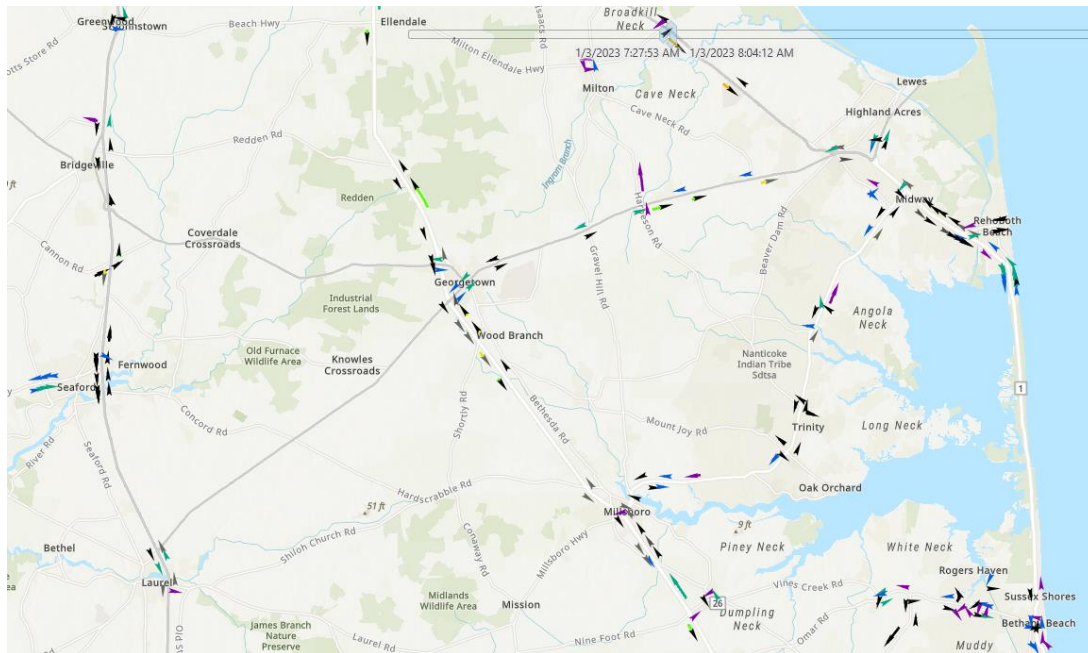 Greenwood
Ellendale
Isaacs Rd
Broadkill
Neck
Beach Hwy
Milton Ellendale Hwy
1/3/2023 7:27:53 AM
1/3/2023 8:04:12 AM
Milton
Cave Neck
Lewes
Highland Acres
Cave Neck Rd
Redden Rd
Ingram Branch
Bridgeville
Redden
Harbeson Rd
Midway
Rehoboth
Beach
Cannon Rd
Coverdale
Crossroads
Gravel Hill Rd
Beaver Dam Rd
Georgetown
Industrial
Forest Lands
Angola
Neck
Wood Branch
Old Furnace
Wildlife Area
Knowles
Crossroads
Fernwood
Nanticoke
Indian Tribe
Sdtsa
Seaford
1
Concord Rd
Shortly Rd
Bethesda Rd
Mount Joy Rd
Trinity
Long Neck
River Rd
Seaford Rd
Hardscrabble Rd
Oak Orchard
51 ft
Millsboro
9 ft
Shiloh Church Rd
Conaway Rd
Millsboro Hwy
Piney Neck
White Neck
Bethel
Laurel
Rogers Haven
Vines Creek Rd
Sussex Shores
26
Midlands
Wildlife Area
Mission
Dumpling
Neck
Omar Rd
Bethany Beach
James Branch
Nature
Preserve
Laurel Rd
Nine Foot Rd
Muddy